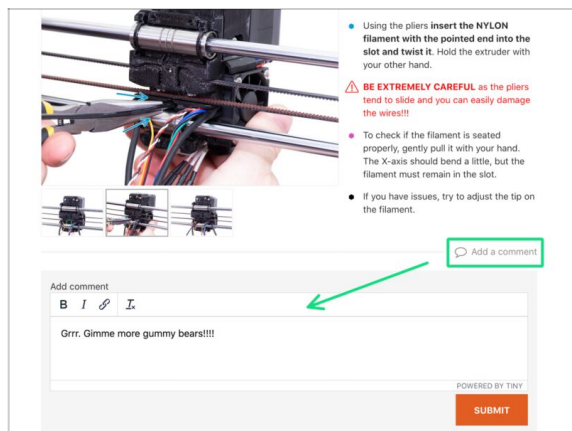 Using the pliers insert the NYLON
filament with the pointed end into the
slot and twist it. Hold the extruder with
your other hand.
BE EXTREMELY CAREFUL as the pliers
tend to slide and you can easily damage
the wires!!!
To check if the filament is seated
properly, gently pull it with your hand.
The X-axis should bend a little, but the
filament must remain in the slot.
If you have issues, try to adjust the tip on
the filament.
Add a comment
Add comment
B I
Grrr. Gimme more gummy bears!!!!
POWERED BY TINY
SUBMIT